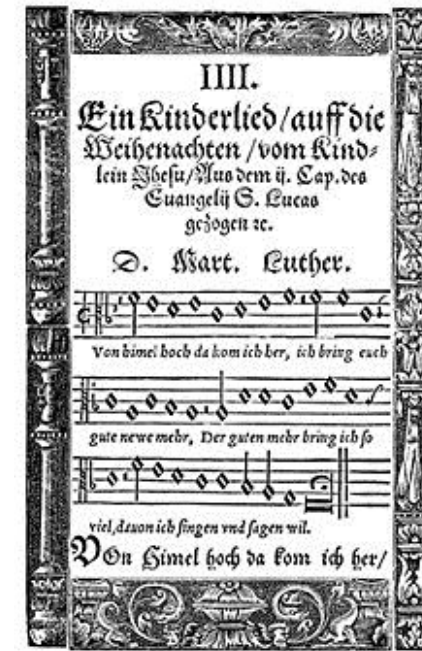 IIII.
Ein Kinderlied / auff die
Weihenachten / vom Kind⸗
lein Jhesu / Aus dem ij. Cap. des
Euangelij S. Lucas
gezogen ꝛc.
D. Mart. Luther.
Von himel hoch da kom ich her, ich bring euch
gute newe mehr, Der guten mehr bring ich so
viel, dauon ich singen vnd sagen wil.
VOn Himel hoch da kom ich her /